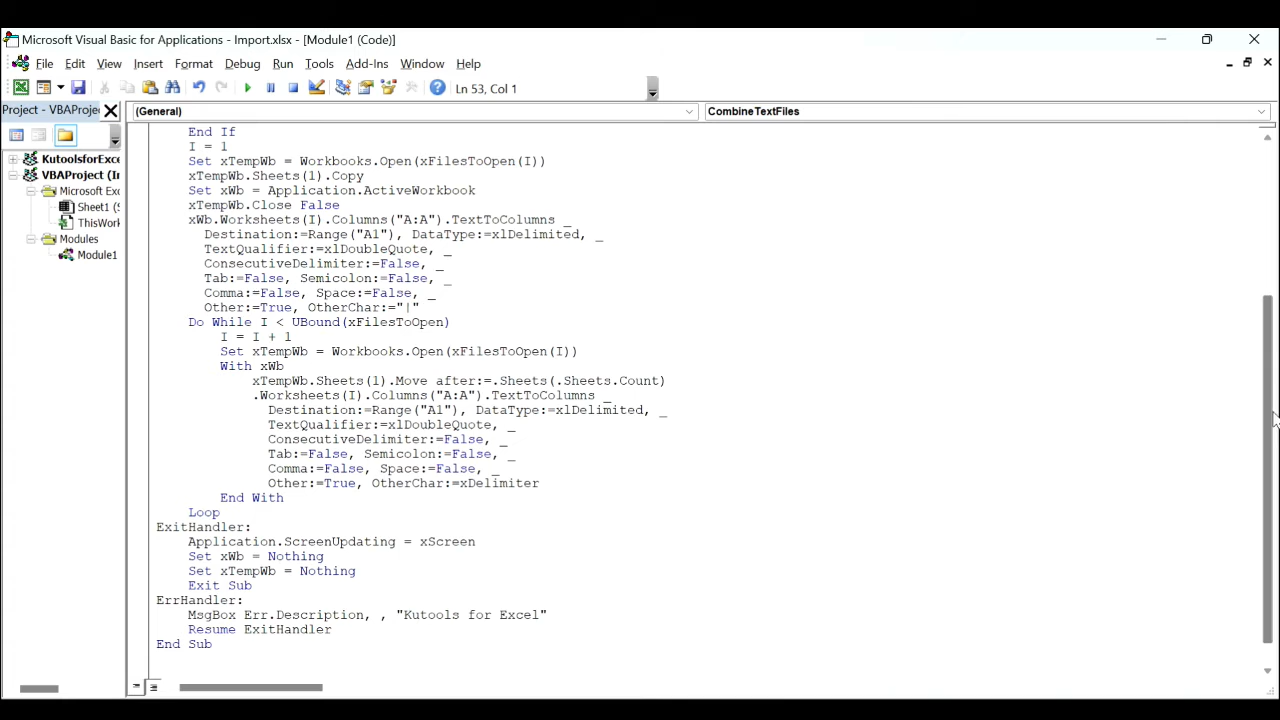 Microsoft Visual Basic for Applications - Import.xlsx - [Module1 (Code)]
File Edit View Insert Format Debug Run Tools Add-Ins Window Help
Ln 53, Col 1
Project - VBAProje
(General) CombineTextFiles
KutoolsforExce
VBAProject (Ir
Microsoft Exc
Sheet1 (S
ThisWork
Modules
Module1
End If
I = 1
Set xTempWb = Workbooks.Open(xFilesToOpen(I))
xTempWb.Sheets(1).Copy
Set xWb = Application.ActiveWorkbook
xTempWb.Close False
xWb.Worksheets(I).Columns("A:A").TextToColumns _
Destination:=Range("A1"), DataType:=xlDelimited, _
TextQualifier:=xlDoubleQuote, _
ConsecutiveDelimiter:=False, _
Tab:=False, Semicolon:=False, _
Comma:=False, Space:=False, _
Other:=True, OtherChar:="|"
Do While I < UBound(xFilesToOpen)
I = I + 1
Set xTempWb = Workbooks.Open(xFilesToOpen(I))
With xWb
xTempWb.Sheets(1).Move after:=.Sheets(.Sheets.Count)
.Worksheets(I).Columns("A:A").TextToColumns _
Destination:=Range("A1"), DataType:=xlDelimited, _
TextQualifier:=xlDoubleQuote, _
ConsecutiveDelimiter:=False, _
Tab:=False, Semicolon:=False, _
Comma:=False, Space:=False, _
Other:=True, OtherChar:=xDelimiter
End With
Loop
ExitHandler:
Application.ScreenUpdating = xScreen
Set xWb = Nothing
Set xTempWb = Nothing
Exit Sub
ErrHandler:
MsgBox Err.Description, , "Kutools for Excel"
Resume ExitHandler
End Sub